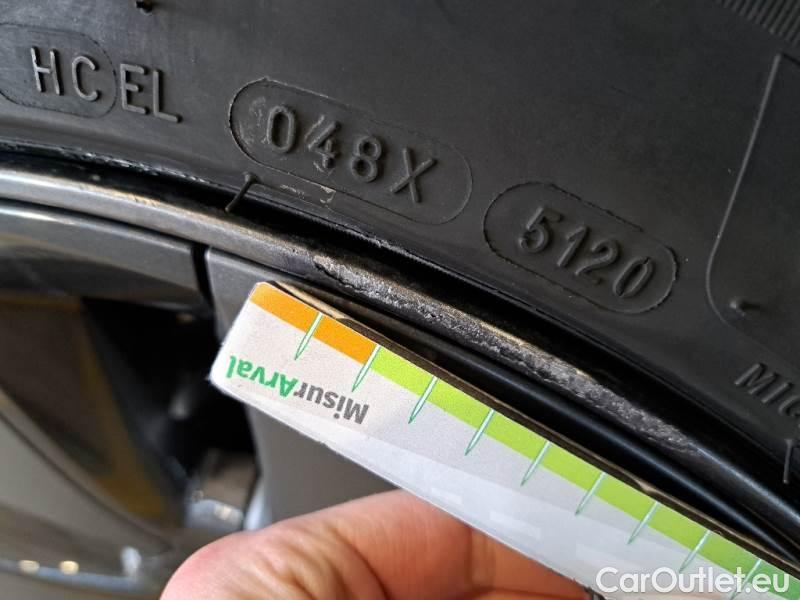 HC EL
048X
5120
MisurArval
CarOutlet.eu